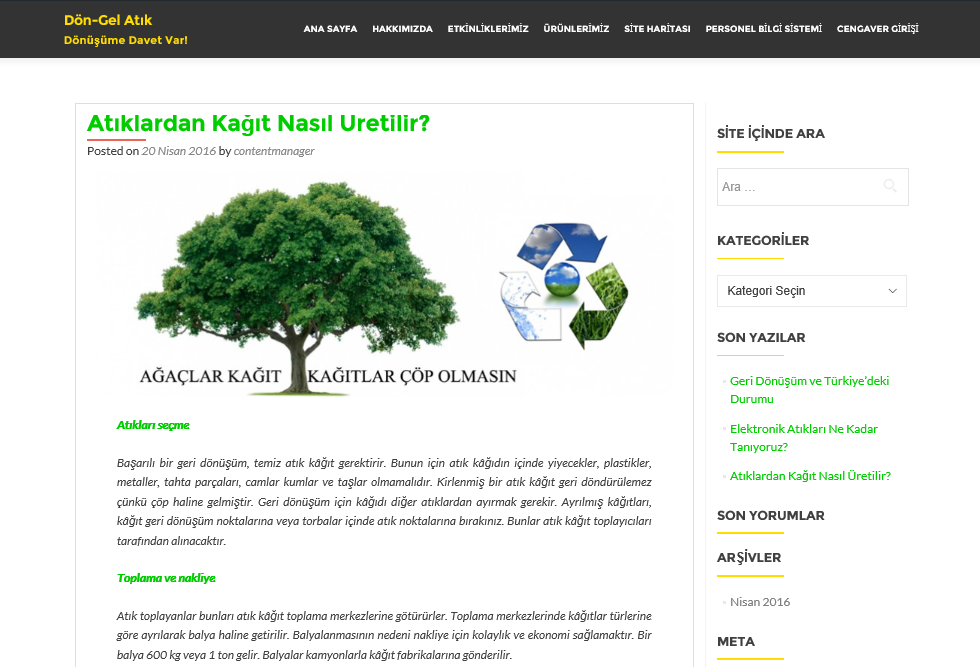 Dön-Gel Atık
Dönüşüme Davet Var!
ANA SAYFA HAKKIMIZDA ETKİNLİKLERİMİZ ÜRÜNLERİMİZ SİTE HARİTASI PERSONEL BİLGİ SİSTEMİ CENGAVER GİRİŞİ
Atıklardan Kağıt Nasıl Üretilir?
Posted on 20 Nisan 2016 by contentmanager
AĞAÇLAR KAĞIT KAĞITLAR ÇÖP OLMASIN
Atıkları seçme
Başarılı bir geri dönüşüm, temiz atık kâğıt gerektirir. Bunun için atık kâğıdın içinde yiyecekler, plastikler,
metaller, tahta parçaları, camlar kumlar ve taşlar olmamalıdır. Kirlenmiş bir atık kâğıt geri döndürülemez
çünkü çöp haline gelmiştir. Geri dönüşüm için kâğıdı diğer atıklardan ayırmak gerekir. Ayrılmış kâğıtları,
kâğıt geri dönüşüm noktalarına veya torbalar içinde atık noktalarına bırakınız. Bunlar atık kâğıt toplayıcıları
tarafından alınacaktır.
Toplama ve nakliye
Atık toplayanlar bunları atık kâğıt toplama merkezlerine götürürler. Toplama merkezlerinde kâğıtlar türlerine
göre ayrılarak balya haline getirilir. Balyalanmasının nedeni nakliye için kolaylık ve ekonomi sağlamaktır. Bir
balya 600 kg veya 1 ton gelir. Balyalar kamyonlarla kâğıt fabrikalarına gönderilir.
SİTE İÇİNDE ARA
Ara …
KATEGORİLER
Kategori Seçin
SON YAZILAR
Geri Dönüşüm ve Türkiye'deki
Durumu
Elektronik Atıkları Ne Kadar
Tanıyoruz?
Atıklardan Kağıt Nasıl Üretilir?
SON YORUMLAR
ARŞİVLER
Nisan 2016
META